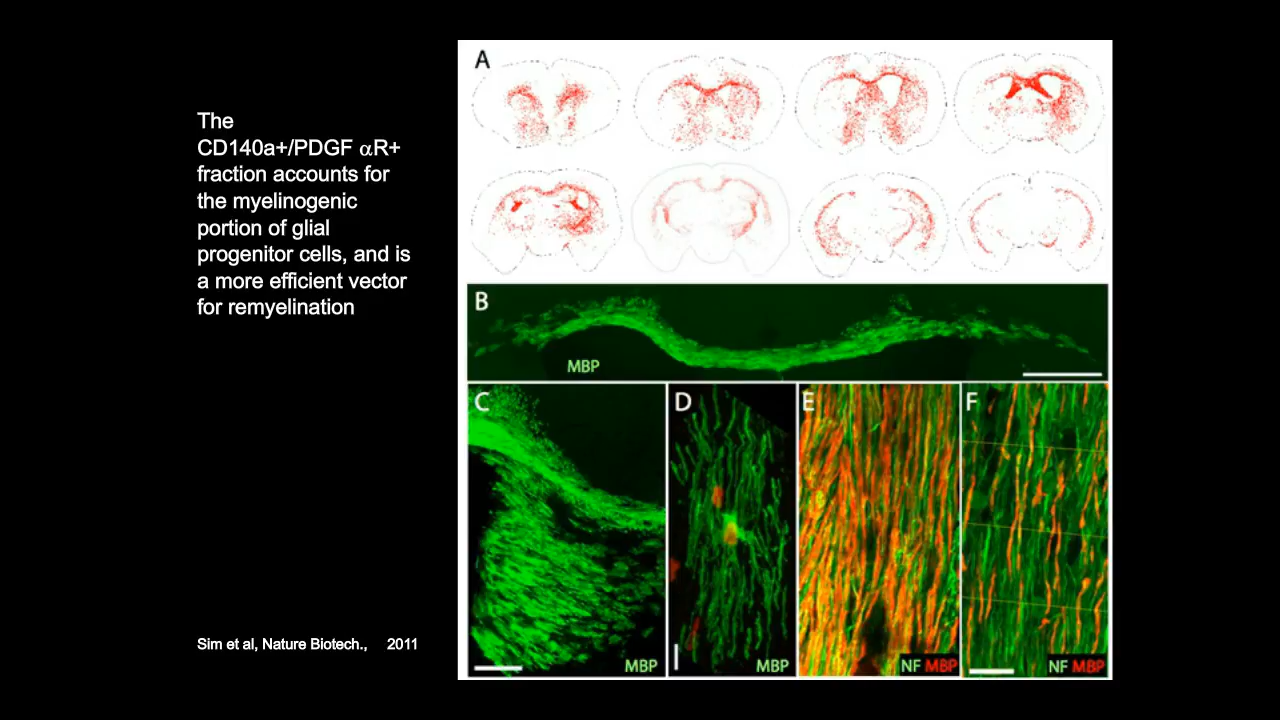 The
CD140a+/PDGF αR+
fraction accounts for
the myelinogenic
portion of glial
progenitor cells, and is
a more efficient vector
for remyelination
Sim et al, Nature Biotech., 2011
A
B
MBP
C
MBP
D
MBP
E
NF MBP
F
NF MBP